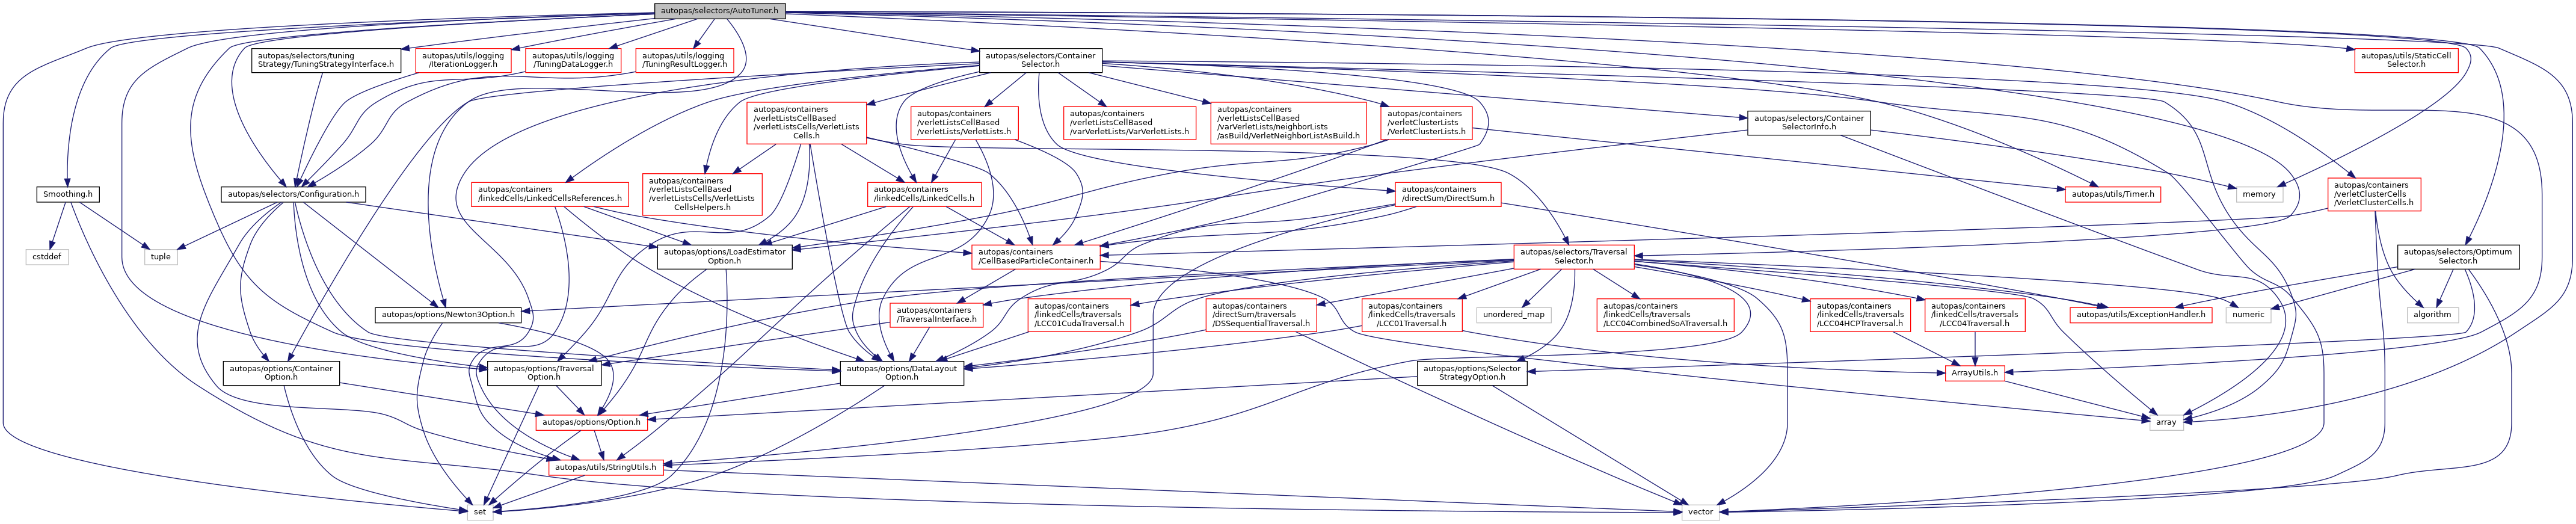 autopas/selectors/AutoTuner.h
autopas/selectors/tuning
Strategy/TuningStrategyInterface.h
autopas/utils/logging
/IterationLogger.h
autopas/utils/logging
/TuningDataLogger.h
autopas/utils/logging
/TuningResultLogger.h
autopas/selectors/Container
Selector.h
autopas/utils/StaticCell
Selector.h
autopas/containers
/verletListsCellBased
/verletListsCells/VerletLists
Cells.h
autopas/containers
/verletListsCellBased
/verletLists/VerletLists.h
autopas/containers
/verletListsCellBased
/varVerletLists/VarVerletLists.h
autopas/containers
/verletListsCellBased
/varVerletLists/neighborLists
/asBuild/VerletNeighborListAsBuild.h
autopas/containers
/verletClusterLists
/VerletClusterLists.h
autopas/selectors/Container
SelectorInfo.h
Smoothing.h
autopas/selectors/Configuration.h
autopas/containers
/linkedCells/LinkedCellsReferences.h
autopas/containers
/verletListsCellBased
/verletListsCells/VerletLists
CellsHelpers.h
autopas/containers
/linkedCells/LinkedCells.h
autopas/containers
/directSum/DirectSum.h
autopas/utils/Timer.h
memory
autopas/containers
/verletClusterCells
/VerletClusterCells.h
cstddef
tuple
autopas/options/LoadEstimator
Option.h
autopas/containers
/CellBasedParticleContainer.h
autopas/selectors/Traversal
Selector.h
autopas/selectors/Optimum
Selector.h
autopas/options/Newton3Option.h
autopas/containers
/TraversalInterface.h
autopas/containers
/linkedCells/traversals
/LCC01CudaTraversal.h
autopas/containers
/directSum/traversals
/DSSequentialTraversal.h
autopas/containers
/linkedCells/traversals
/LCC01Traversal.h
unordered_map
autopas/containers
/linkedCells/traversals
/LCC04CombinedSoATraversal.h
autopas/containers
/linkedCells/traversals
/LCC04HCPTraversal.h
autopas/containers
/linkedCells/traversals
/LCC04Traversal.h
autopas/utils/ExceptionHandler.h
numeric
algorithm
autopas/options/Container
Option.h
autopas/options/Traversal
Option.h
autopas/options/DataLayout
Option.h
autopas/options/Selector
StrategyOption.h
ArrayUtils.h
autopas/options/Option.h
array
autopas/utils/StringUtils.h
set
vector